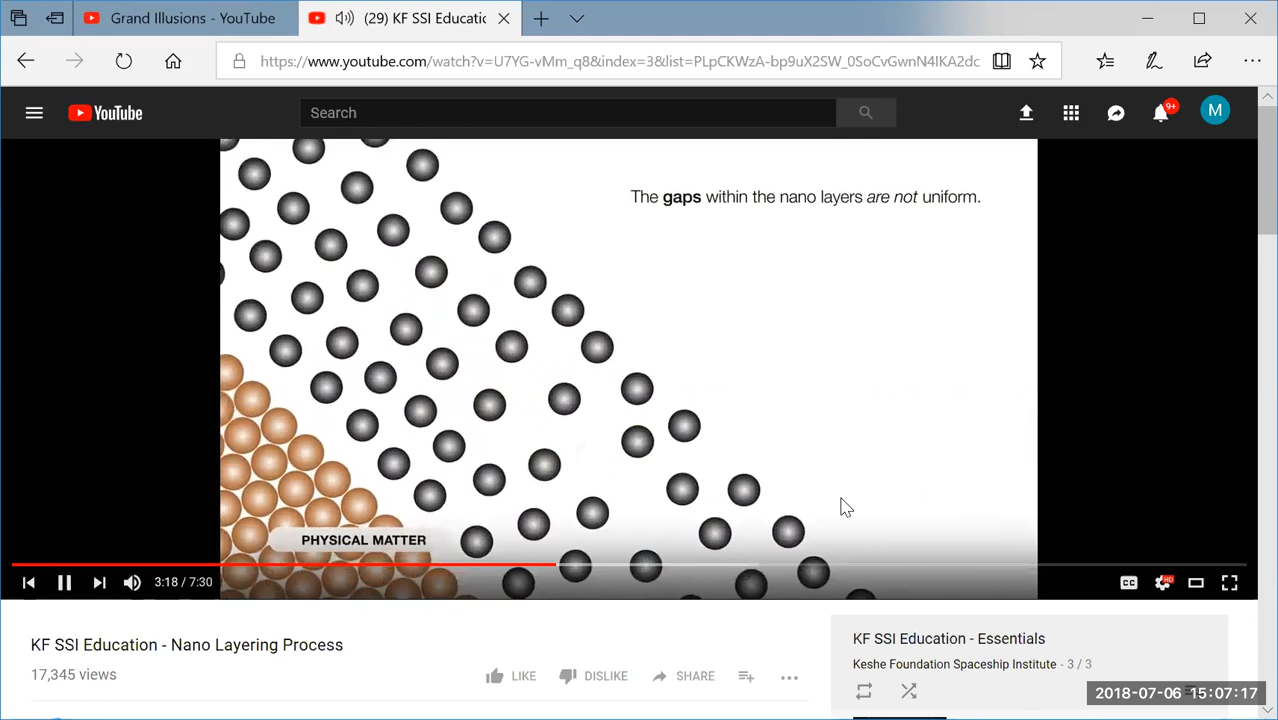 Grand Illusions - YouTube
(29) KF SSI Educatic
https://www.youtube.com/watch?v=U7YG-vMm_q8&index=3&list=PLpCKWzA-bp9uX2SW_0SoCvGwnN4IKA2dc
YouTube
Search
9+
M
The gaps within the nano layers are not uniform.
PHYSICAL MATTER
3:18 / 7:30
CC
HD
KF SSI Education - Nano Layering Process
17,345 views
LIKE
DISLIKE
SHARE
KF SSI Education - Essentials
Keshe Foundation Spaceship Institute - 3 / 3
2018-07-06 15:07:17